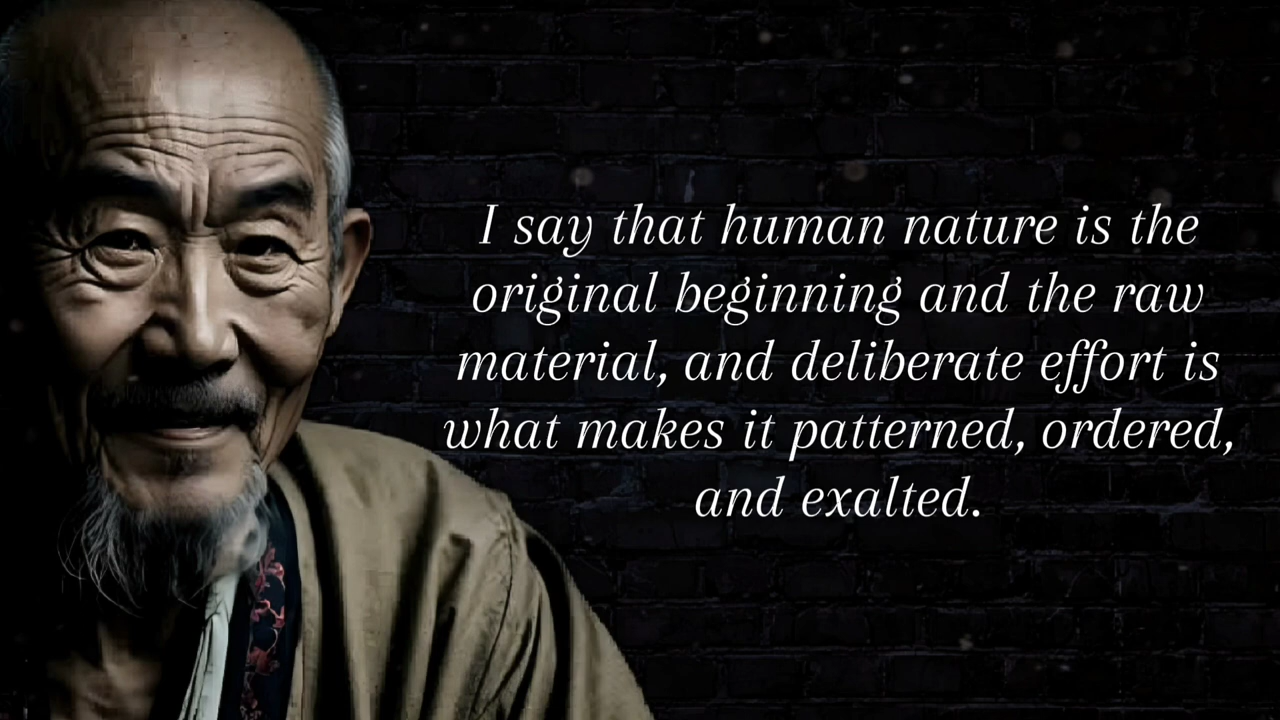 I say that human nature is the
original beginning and the raw
material, and deliberate effort is
what makes it patterned, ordered,
and exalted.